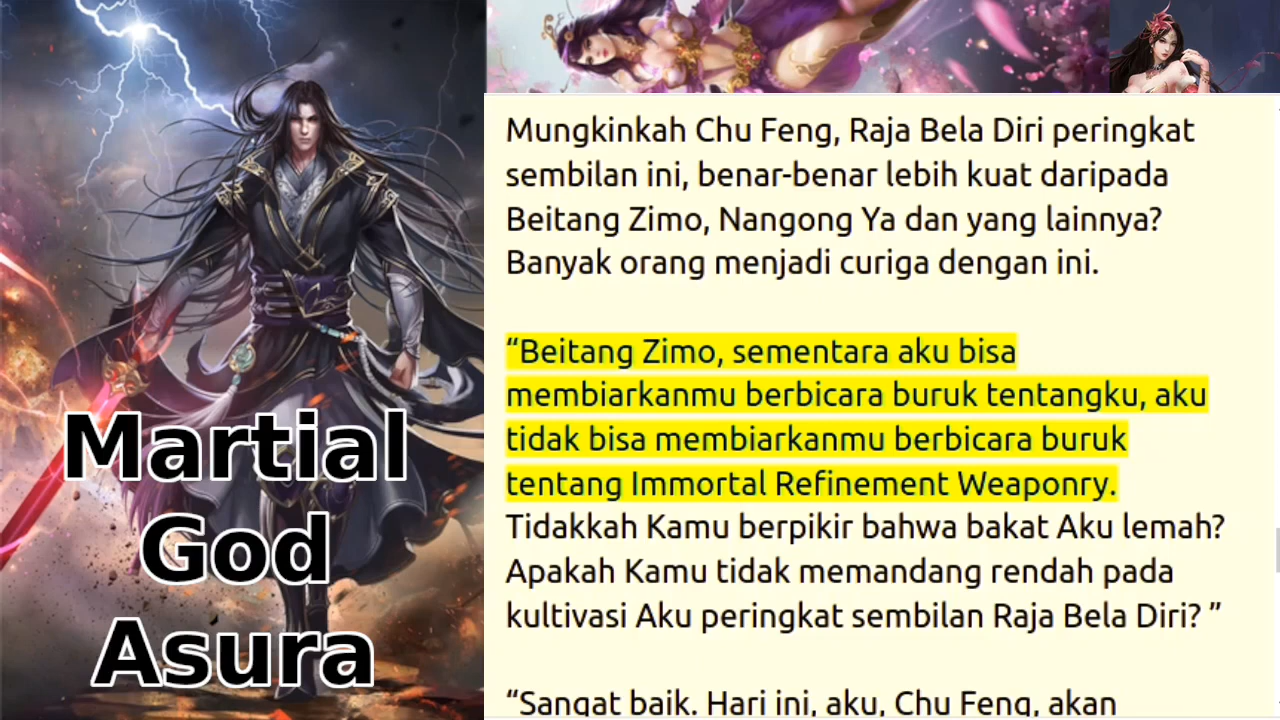 Martial
God
Asura
Mungkinkah Chu Feng, Raja Bela Diri peringkat
sembilan ini, benar-benar lebih kuat daripada
Beitang Zimo, Nangong Ya dan yang lainnya?
Banyak orang menjadi curiga dengan ini.
“Beitang Zimo, sementara aku bisa
membiarkanmu berbicara buruk tentangku, aku
tidak bisa membiarkanmu berbicara buruk
tentang Immortal Refinement Weaponry.
Tidakkah Kamu berpikir bahwa bakat Aku lemah?
Apakah Kamu tidak memandang rendah pada
kultivasi Aku peringkat sembilan Raja Bela Diri? ”
“Sangat baik. Hari ini, aku, Chu Feng, akan